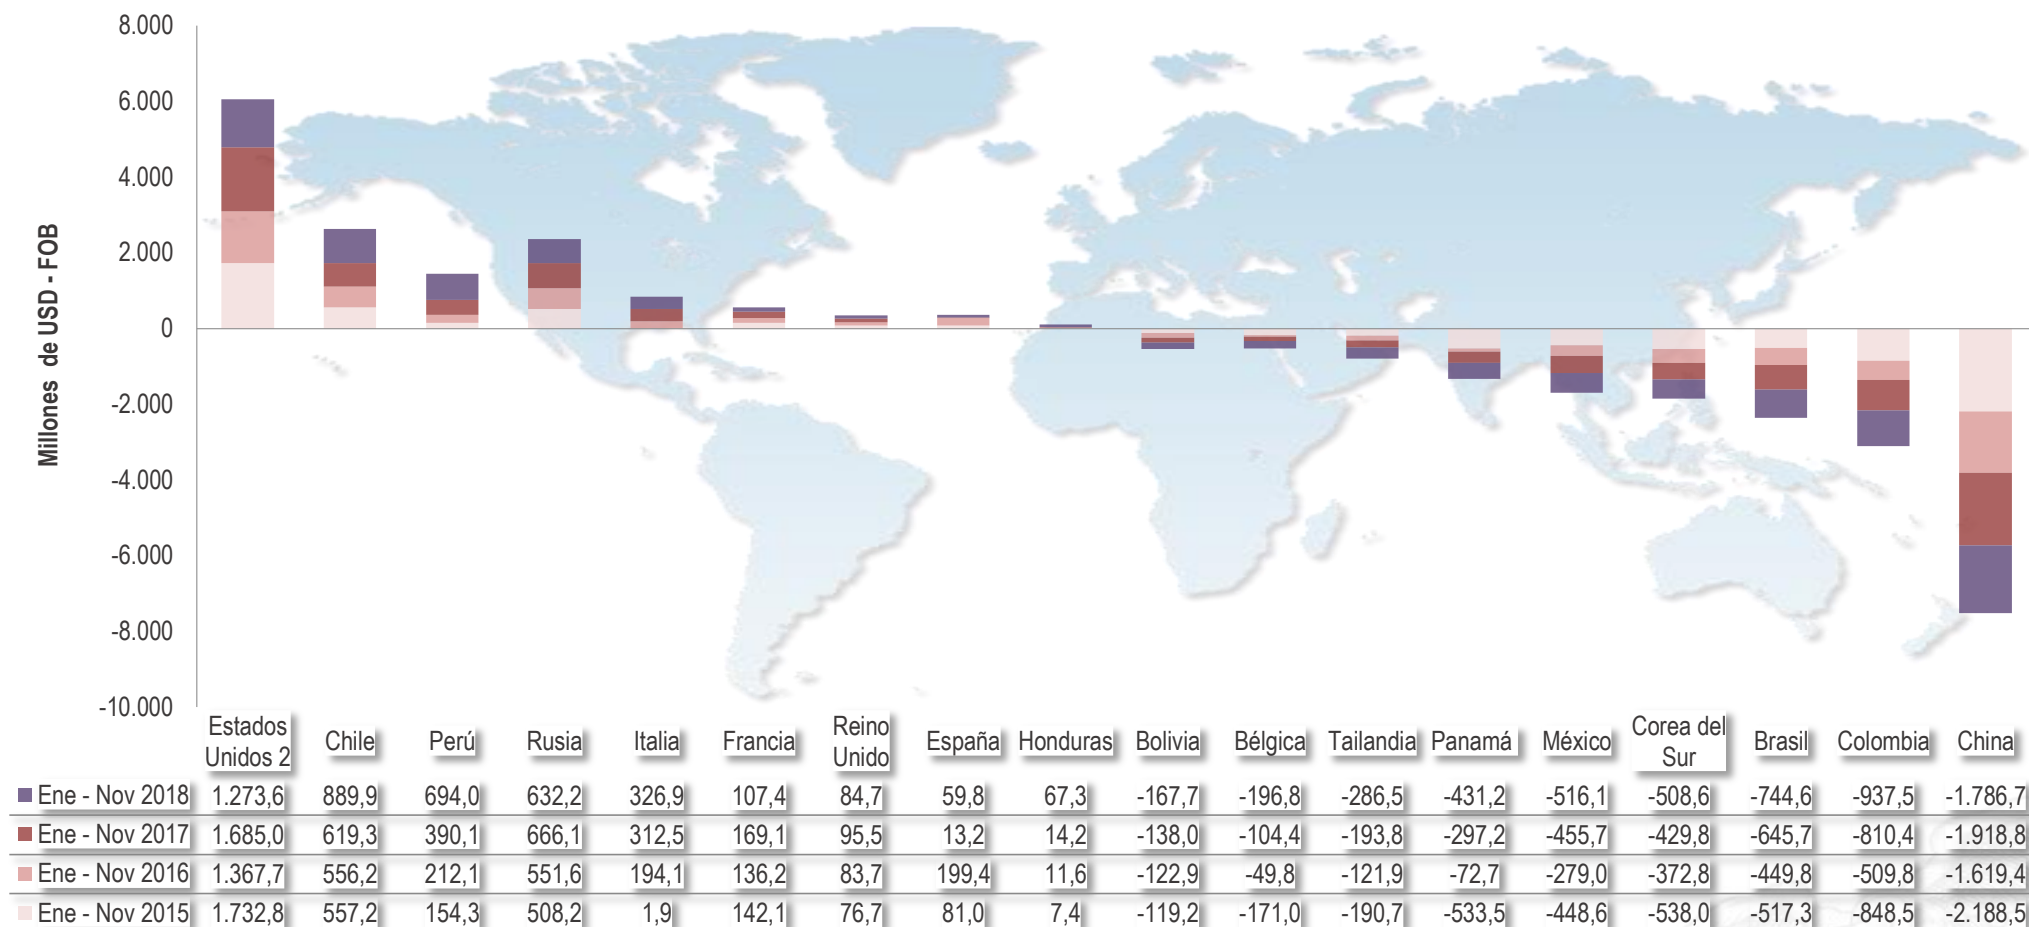 8.000
6.000
4.000
2.000
0
-2.000
-4.000
-6.000
-8.000
-10.000
Millones de USD - FOB
Estados Unidos 2 Chile Perú Rusia Italia Francia Reino Unido España Honduras Bolivia Bélgica Tailandia Panamá México Corea del Sur Brasil Colombia China
Ene - Nov 2018 1.273,6 889,9 694,0 632,2 326,9 107,4 84,7 59,8 67,3 -167,7 -196,8 -286,5 -431,2 -516,1 -508,6 -744,6 -937,5 -1.786,7
Ene - Nov 2017 1.685,0 619,3 390,1 666,1 312,5 169,1 95,5 13,2 14,2 -138,0 -104,4 -193,8 -297,2 -455,7 -429,8 -645,7 -810,4 -1.918,8
Ene - Nov 2016 1.367,7 556,2 212,1 551,6 194,1 136,2 83,7 199,4 11,6 -122,9 -49,8 -121,9 -72,7 -279,0 -372,8 -449,8 -509,8 -1.619,4
Ene - Nov 2015 1.732,8 557,2 154,3 508,2 1,9 142,1 76,7 81,0 7,4 -119,2 -171,0 -190,7 -533,5 -448,6 -538,0 -517,3 -848,5 -2.188,5